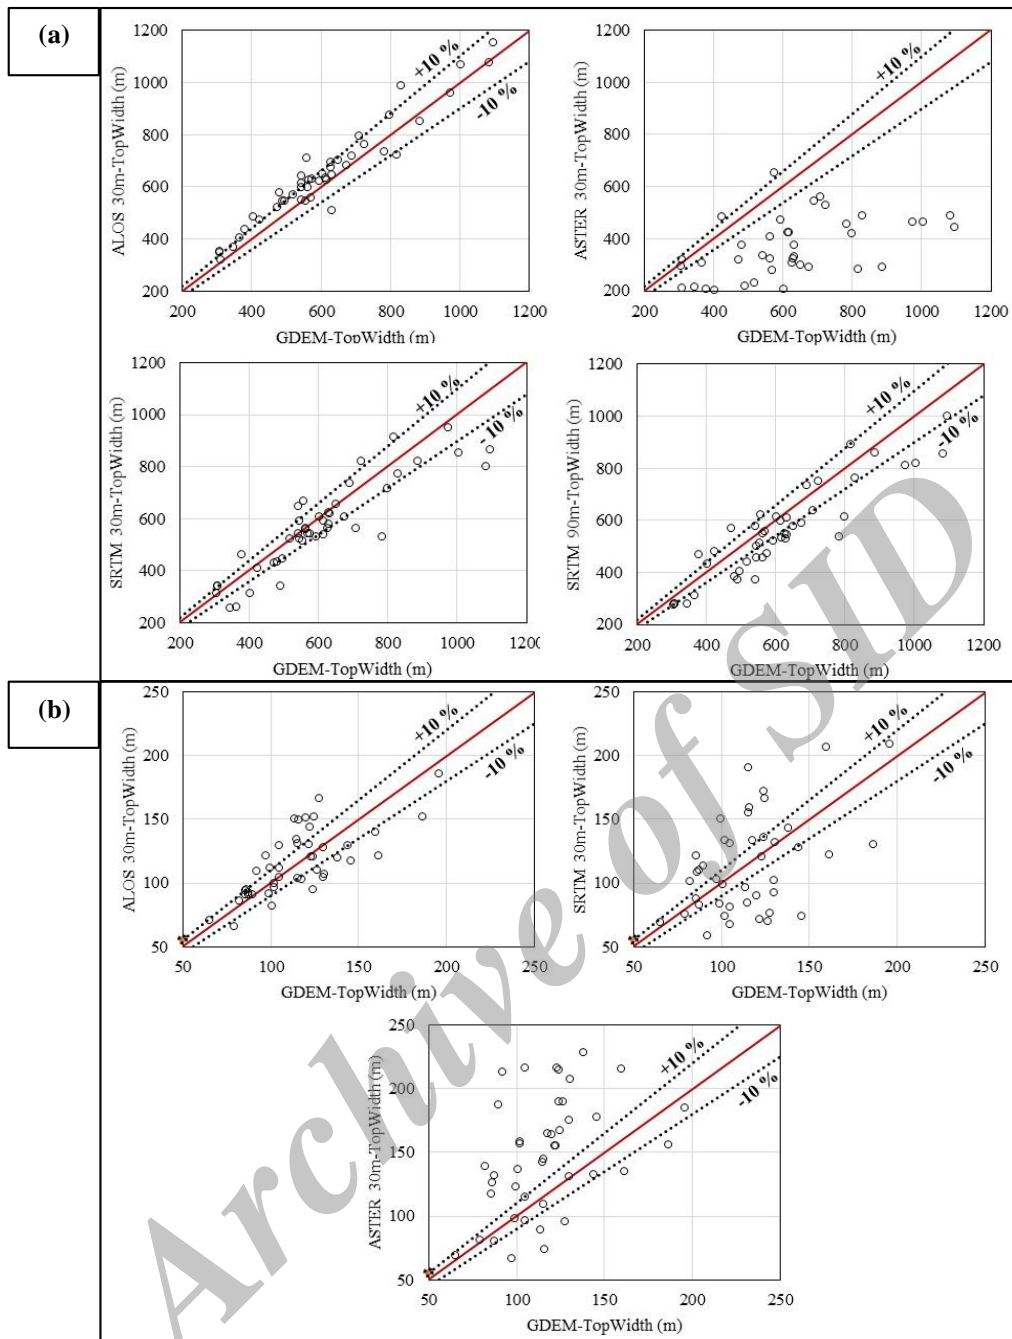 (a)
1200
1000
800
600
400
200
ALOS 30m-TopWidth (m)
+10 %
-10 %
200 400 600 800 1000 1200
GDEM-TopWidth (m)
1200
1000
800
600
400
200
ASTER 30m-TopWidth (m)
+10 %
-10 %
200 400 600 800 1000 1200
GDEM-TopWidth (m)
1200
1000
800
600
400
200
SRTM 30m-TopWidth (m)
+10 %
- 10 %
200 400 600 800 1000 1200
GDEM-TopWidth (m)
1200
1000
800
600
400
200
SRTM 90m-TopWidth (m)
+10 %
-10 %
200 400 600 800 1000 1200
GDEM-TopWidth (m)
(b)
250
200
150
100
50
ALOS 30m-TopWidth (m)
+10 %
-10 %
50 100 150 200 250
GDEM-TopWidth (m)
250
200
150
100
50
SRTM 30m-TopWidth (m)
+10 %
-10 %
50 100 150 200 250
GDEM-TopWidth (m)
250
200
150
100
50
ASTER 30m-TopWidth (m)
+10 %
-10 %
50 100 150 200 250
GDEM-TopWidth (m)
Archive of SID